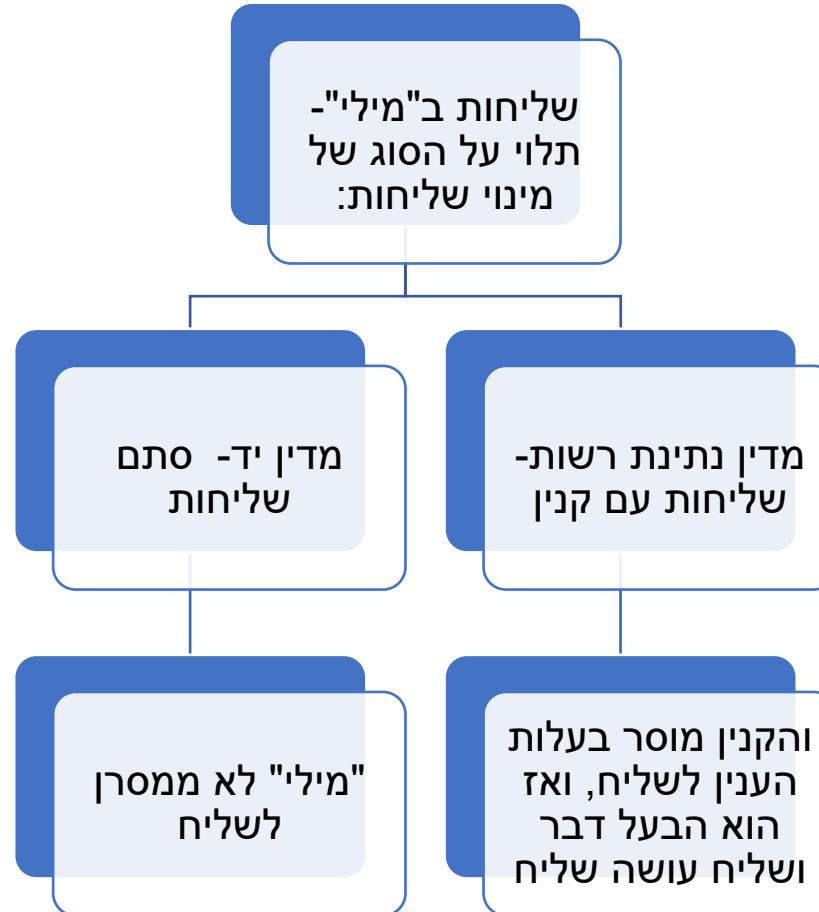 שליחות ב"מילי"-
תלוי על הסוג של
מינוי שליחות:
מדין נתינת רשות-
שליחות עם קנין
מדין יד- סתם
שליחות
והקנין מוסר בעלות
הענין לשליח, ואז
הוא הבעל דבר
ושליח עושה שליח
"מילי" לא ממסרן
לשליח